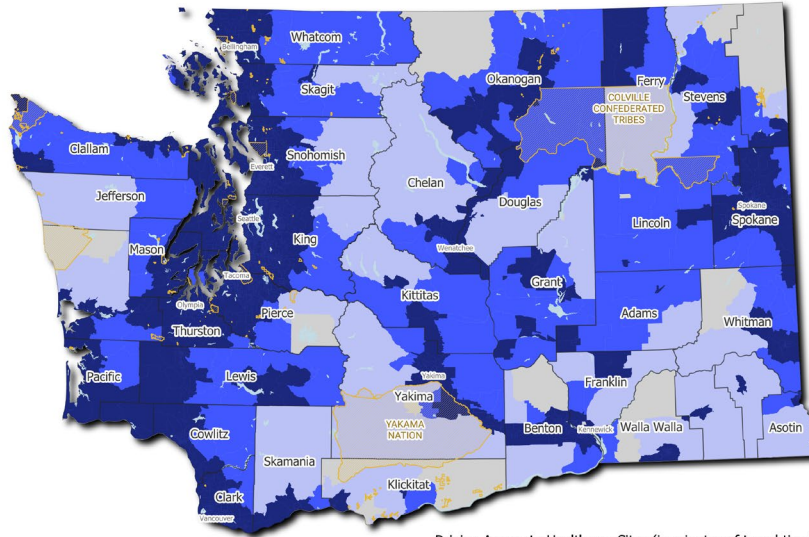 Whatcom
Bellingham
Okanogan
Ferry
Skagit
Stevens
COLVILLE
CONFEDERATED
TRIBES
Clallam
Snohomish
Everett
Chelan
Jefferson
Douglas
Spokane
Seattle
Lincoln
Spokane
King
Mason
Wenatchee
Tacoma
Grant
Kittitas
Olympia
Pierce
Adams
Whitman
Thurston
Pacific
Lewis
Yakima
Franklin
Yakima
YAKAMA
NATION
Benton
Kennewick
Walla Walla
Asotin
Cowlitz
Skamania
Klickitat
Clark
Vancouver